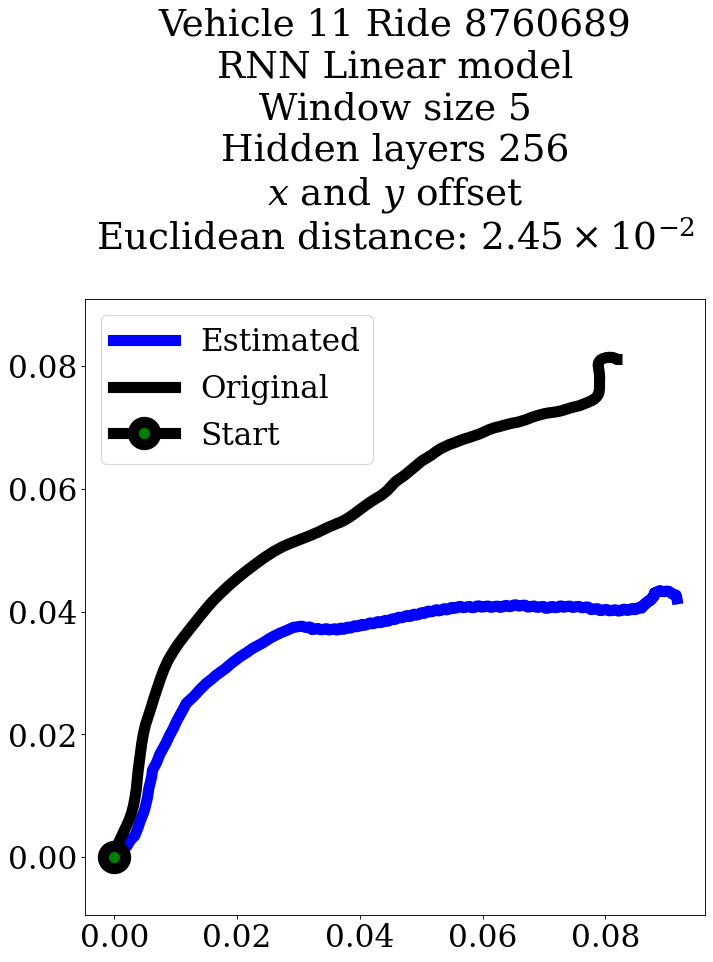 Vehicle 11 Ride 8760689
RNN Linear model
Window size 5
Hidden layers 256
x and y offset
Euclidean distance: 2.45 × 10⁻²
Estimated
Original
Start
0.08
0.06
0.04
0.02
0.00
0.00 0.02 0.04 0.06 0.08